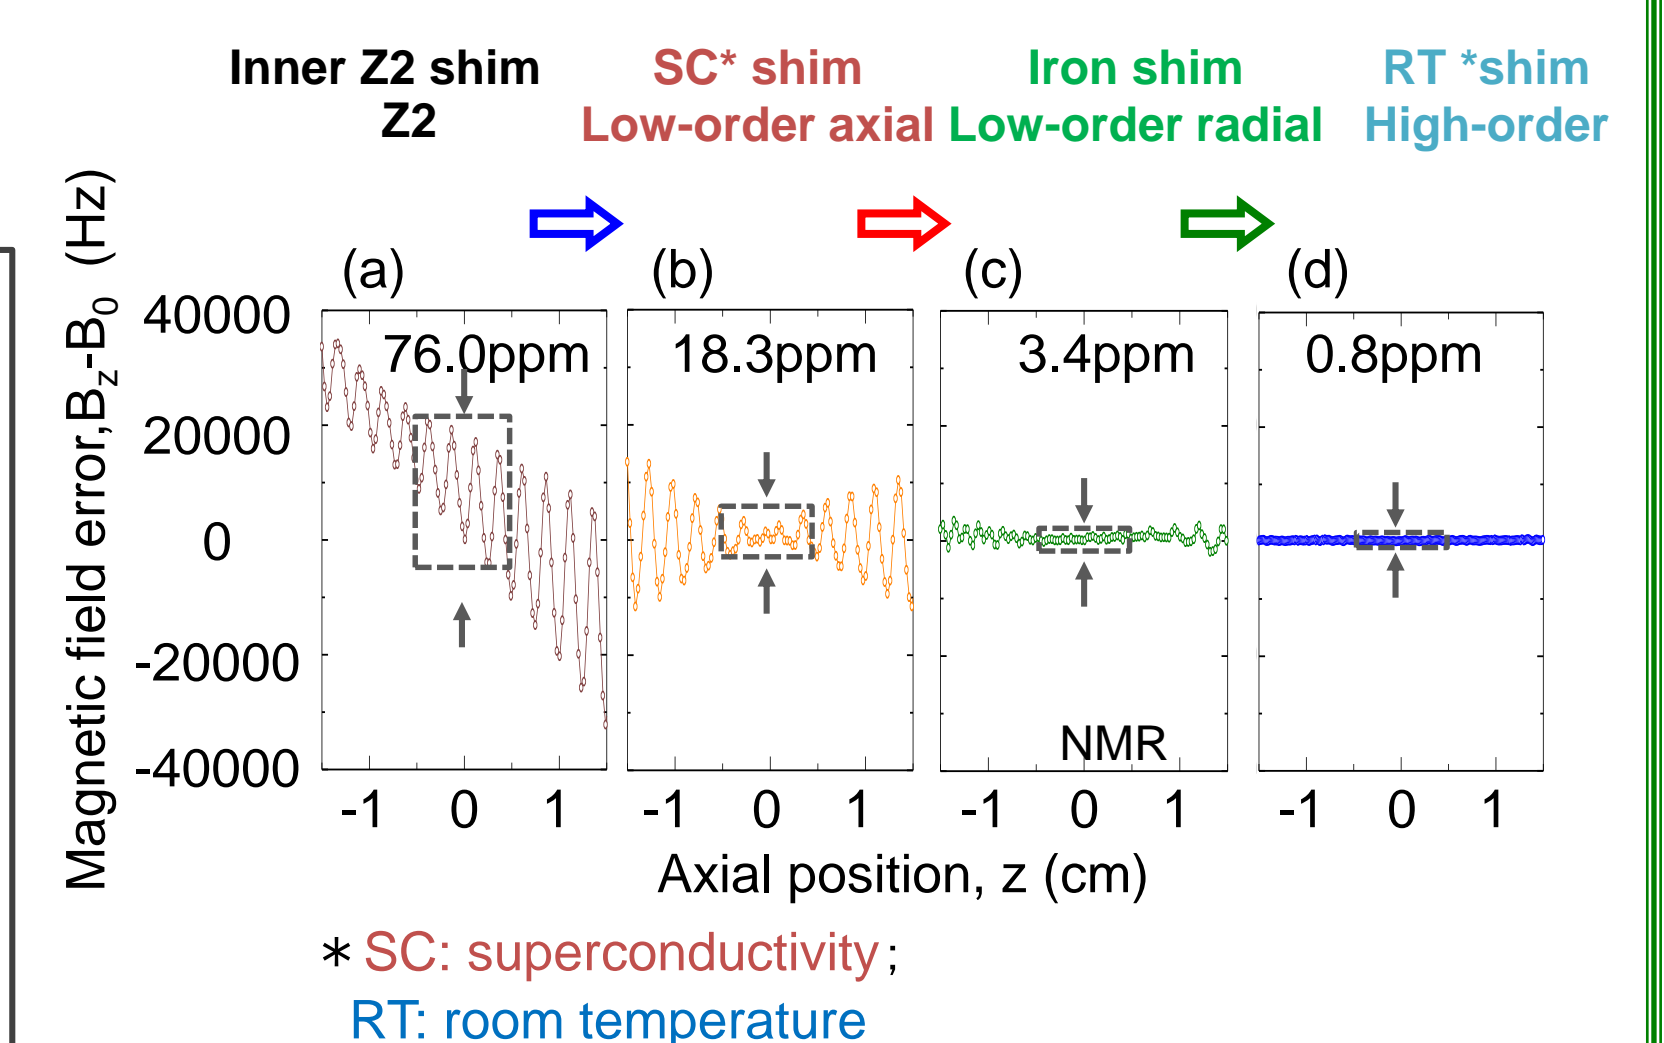 Inner Z2 shim
Z2
SC* shim
Low-order axial
Iron shim
Low-order radial
RT *shim
High-order
Magnetic field error,Bz-B0 (Hz)
40000
20000
0
-20000
-40000
(a)
76.0ppm
-1 0 1
(b)
18.3ppm
-1 0 1
(c)
3.4ppm
NMR
-1 0 1
(d)
0.8ppm
-1 0 1
Axial position, z (cm)
* SC: superconductivity;
RT: room temperature